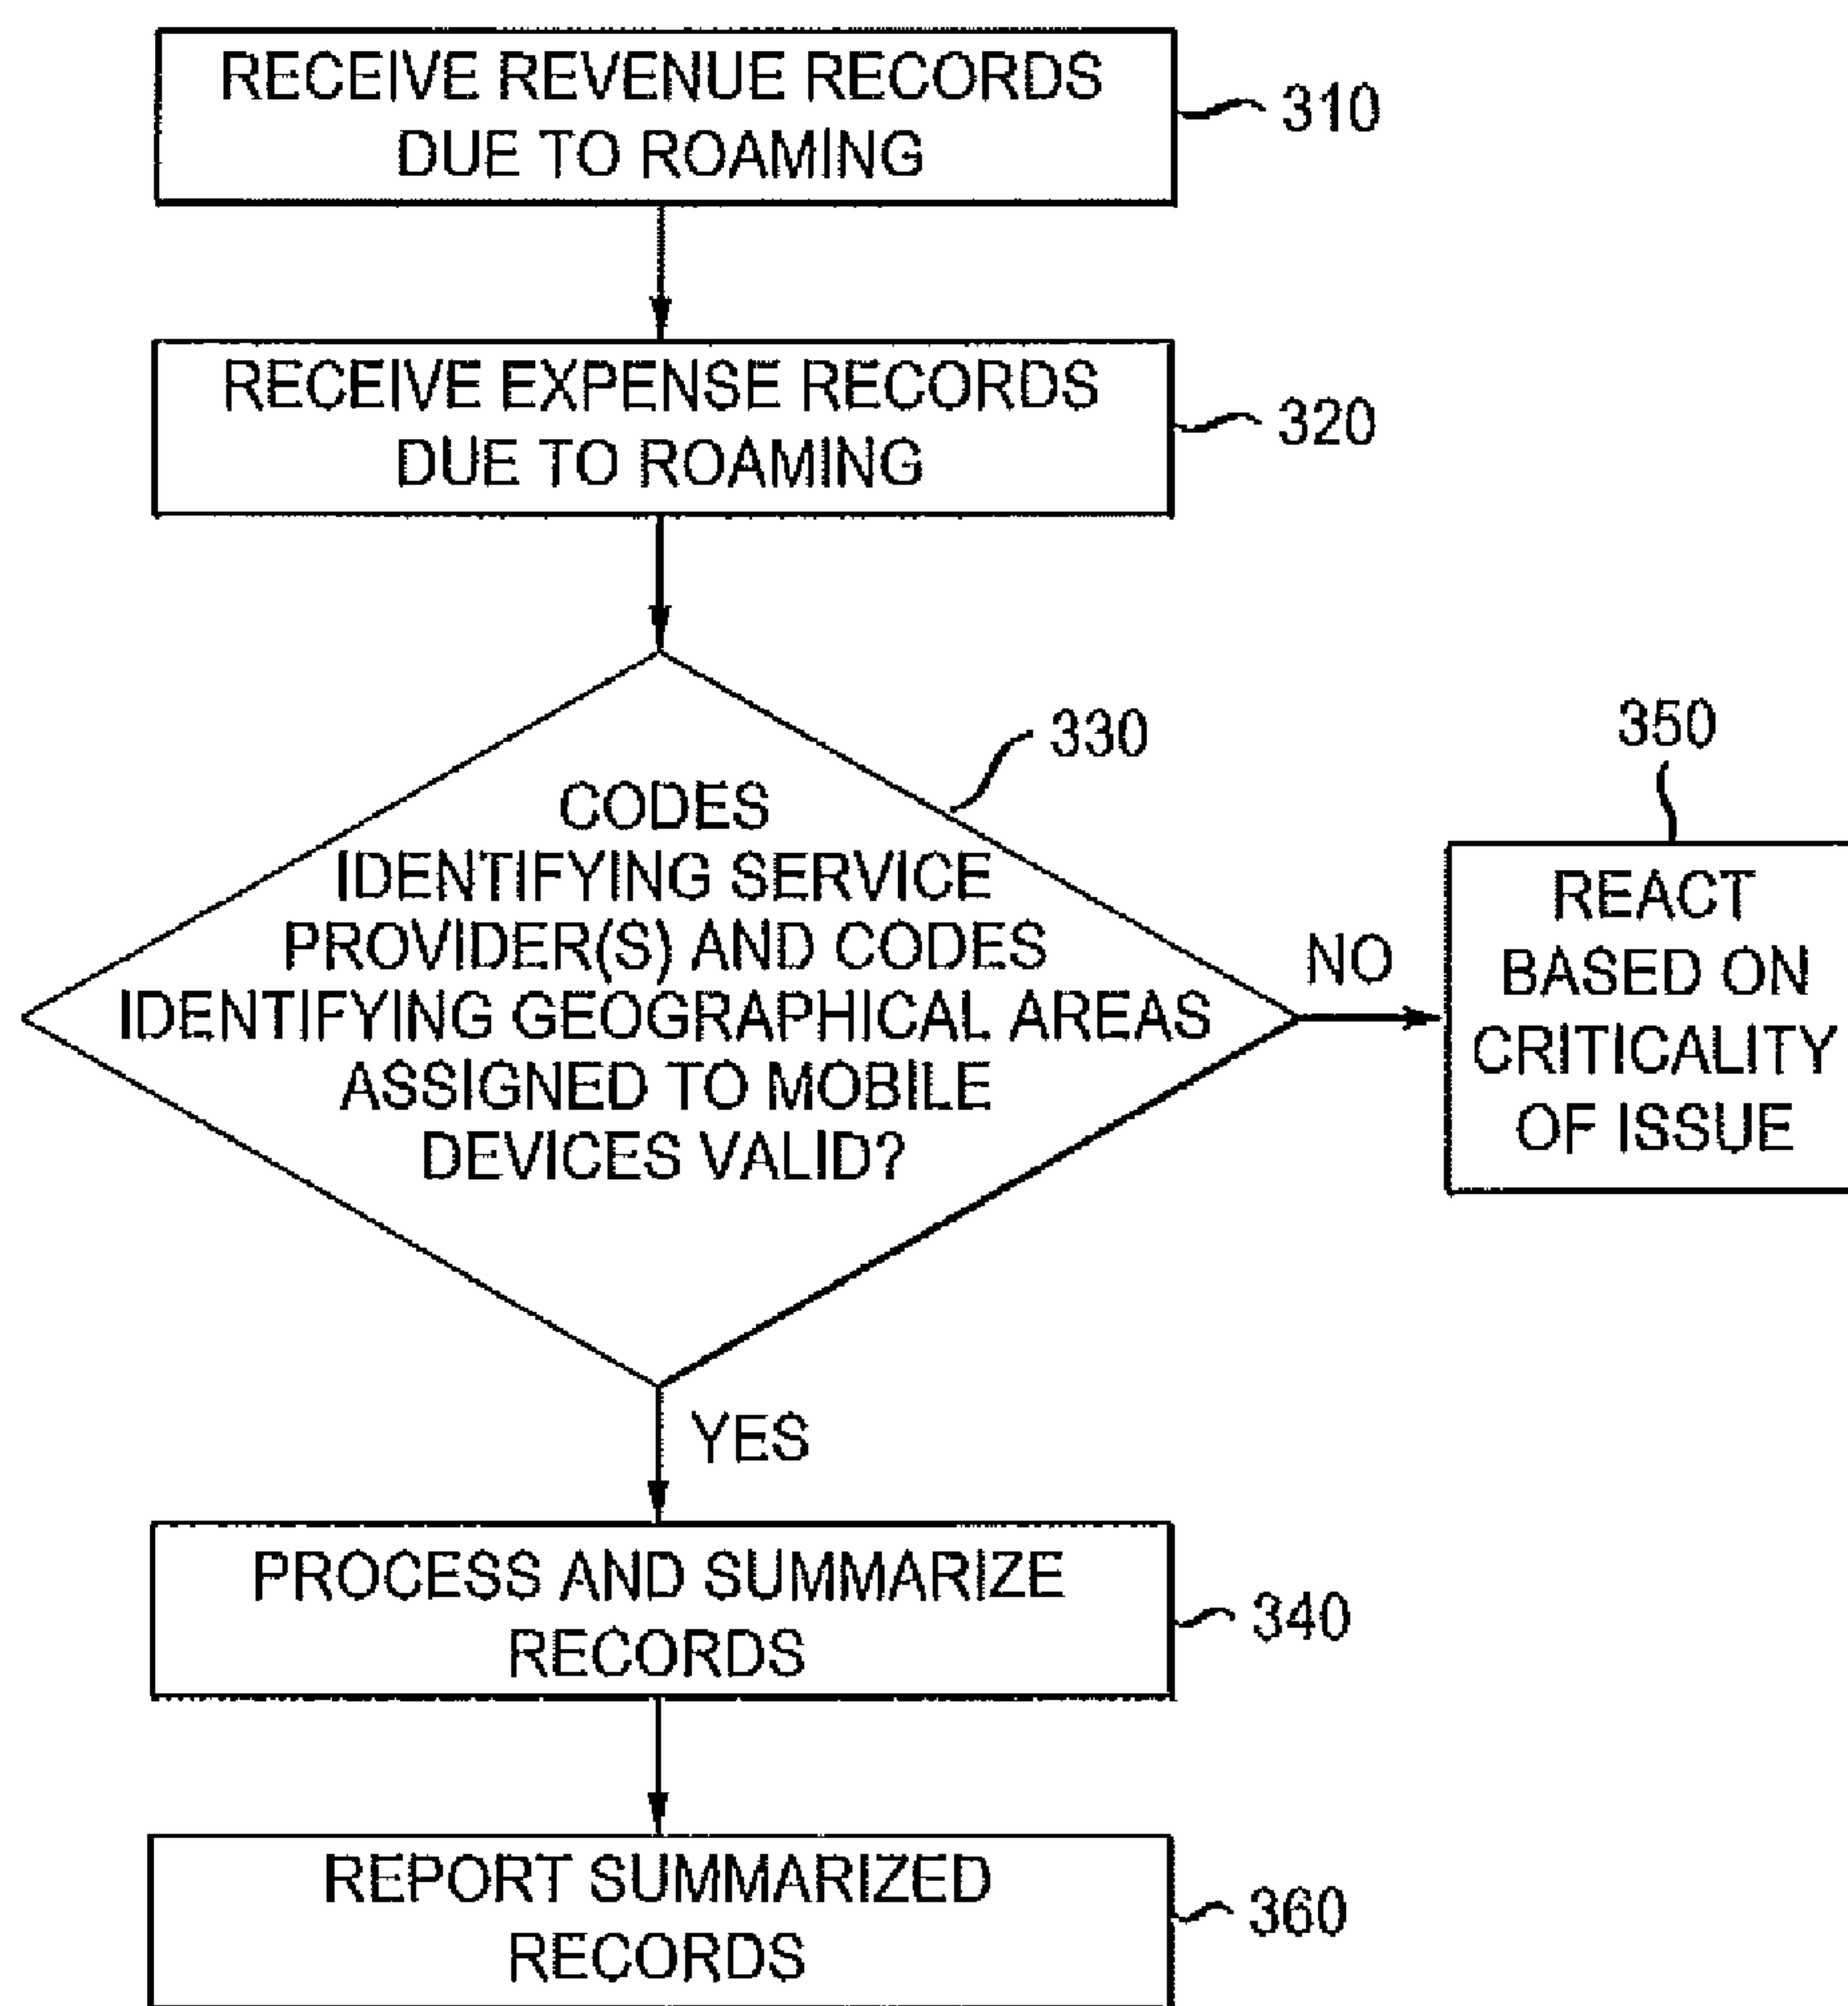 RECEIVE REVENUE RECORDS
DUE TO ROAMING
310
RECEIVE EXPENSE RECORDS
DUE TO ROAMING
320
330
CODES
IDENTIFYING SERVICE
PROVIDER(S) AND CODES
IDENTIFYING GEOGRAPHICAL AREAS
ASSIGNED TO MOBILE
DEVICES VALID?
NO
350
REACT
BASED ON
CRITICALITY
OF ISSUE
YES
PROCESS AND SUMMARIZE
RECORDS
340
REPORT SUMMARIZED
RECORDS
360